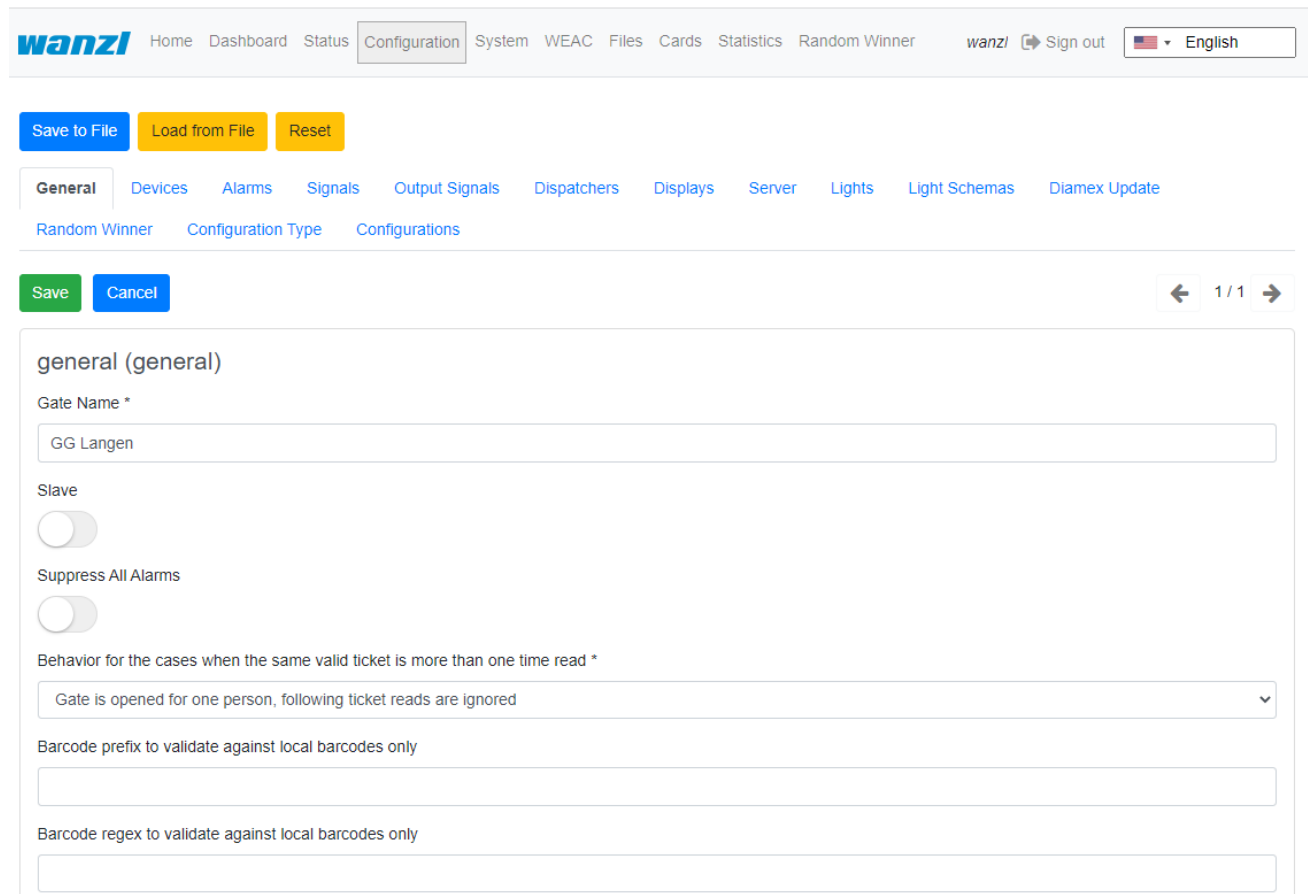 wanzl Home Dashboard Status Configuration System WEAC Files Cards Statistics Random Winner wanzl Sign out English
Save to File Load from File Reset
General Devices Alarms Signals Output Signals Dispatchers Displays Server Lights Light Schemas Diamex Update
Random Winner Configuration Type Configurations
Save Cancel 1 / 1
general (general)
Gate Name *
GG Langen
Slave
Suppress All Alarms
Behavior for the cases when the same valid ticket is more than one time read *
Gate is opened for one person, following ticket reads are ignored
Barcode prefix to validate against local barcodes only
Barcode regex to validate against local barcodes only